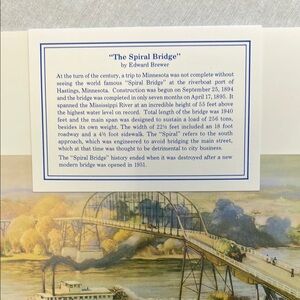 "The Spiral Bridge"
by Edward Brewer
At the turn of the century, a trip to Minnesota was not complete without
seeing the world famous "Spiral Bridge" at the riverboat port of
Hastings, Minnesota. Construction was begun on September 25, 1894
and the bridge was completed in only seven months on April 17, 1895. It
spanned the Mississippi River at an incredible height of 55 feet above
the highest water level on record. Total length of the bridge was 1940
feet and the main span was designed to sustain a load of 256 tons,
besides its own weight. The width of 22½ feet included an 18 foot
roadway and a 4½ foot sidewalk. The "Spiral" refers to the south
approach, which was engineered to avoid bridging the main street, which
at that time was thought to be detrimental to city business.
The "Spiral Bridge" history ended when it was destroyed after a new
modern bridge was opened in 1951.